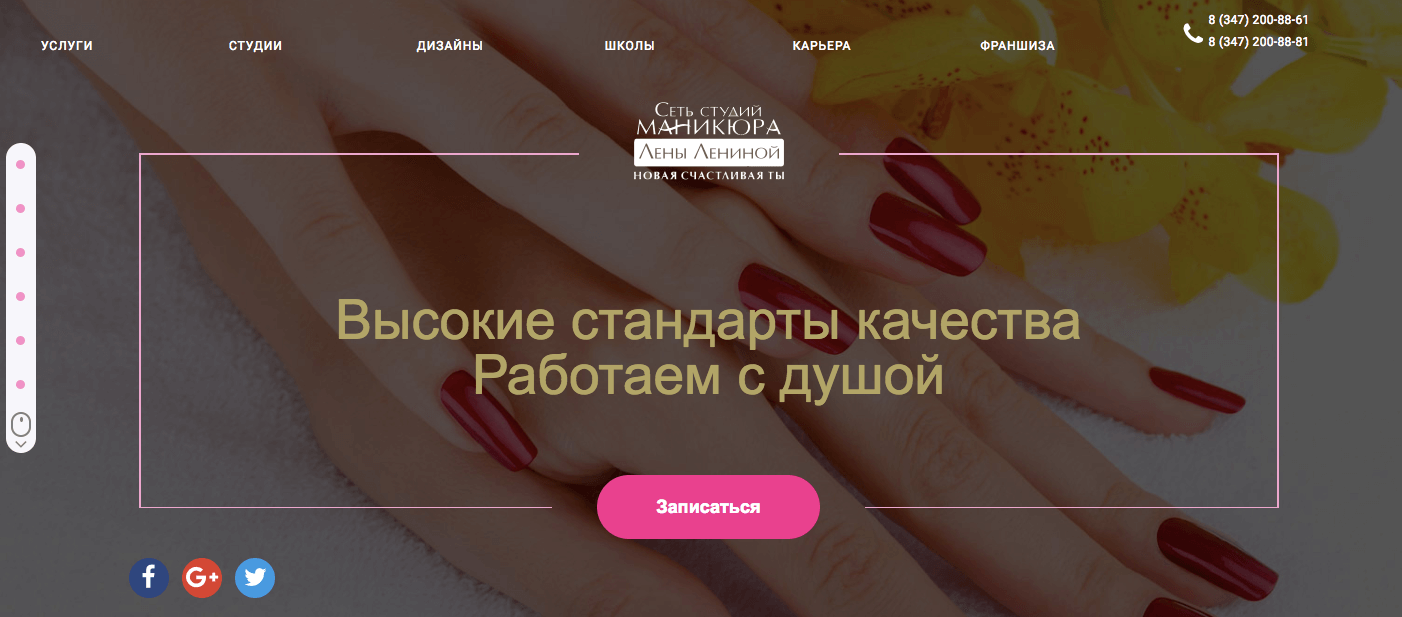 УСЛУГИ
СТУДИИ
ДИЗАЙНЫ
ШКОЛЫ
КАРЬЕРА
ФРАНШИЗА
8 (347) 200-88-61
8 (347) 200-88-81
Сеть студий
МАНИКЮРА
Лены Лениной
НОВАЯ СЧАСТЛИВАЯ ТЫ
Высокие стандарты качества
Работаем с душой
Записаться
f
G+